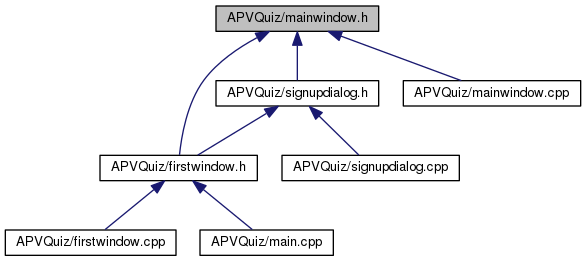 APVQuiz/mainwindow.h
APVQuiz/signupdialog.h
APVQuiz/mainwindow.cpp
APVQuiz/firstwindow.h
APVQuiz/signupdialog.cpp
APVQuiz/firstwindow.cpp
APVQuiz/main.cpp